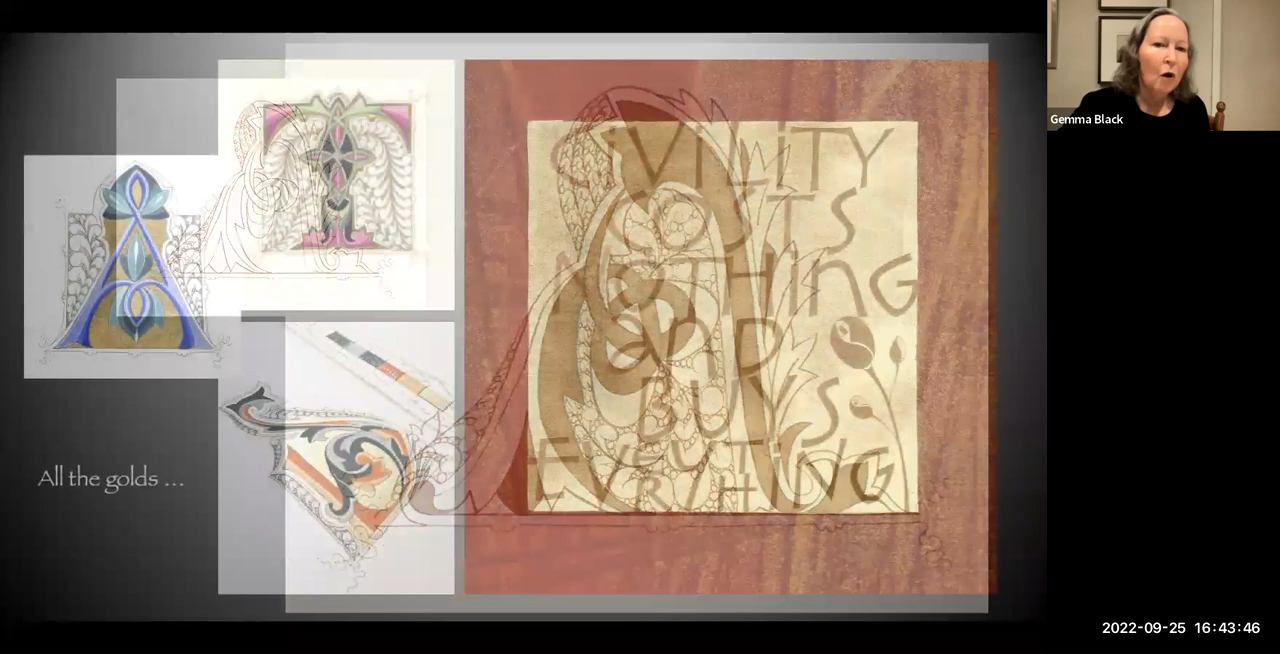 Gemma Black
CiVILiTY
COSTS
NOTHinG
anD
BUYS
EVERYTHinG
All the golds ...
2022-09-25 16:43:46